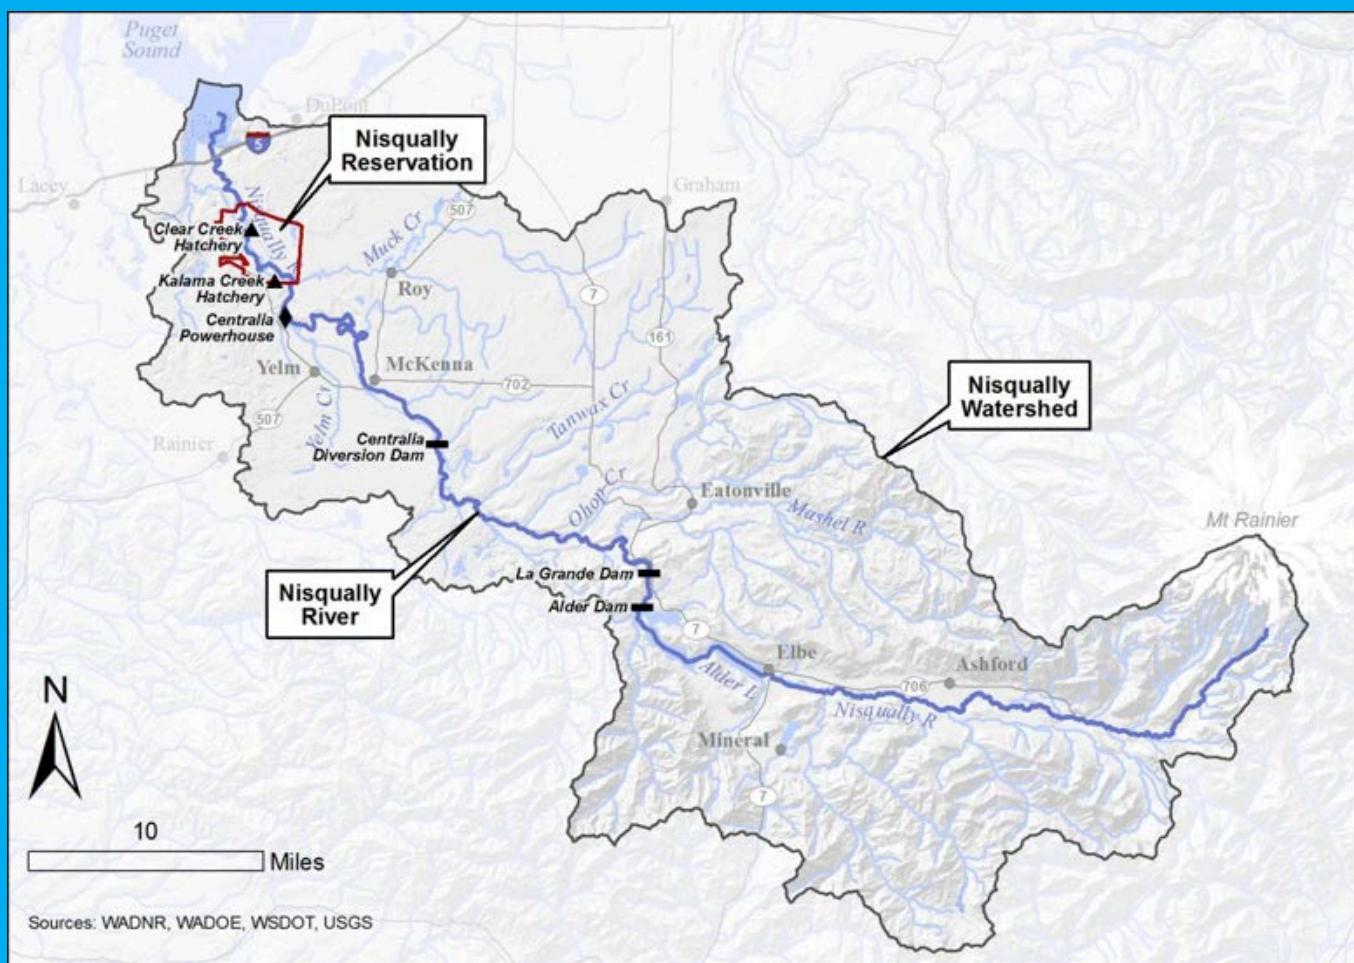 Puget
Sound
DuPont
5
Nisqually
Reservation
Lacey
Graham
507
Nisqually R
Clear Creek
Hatchery
Muck Cr
Kalama Creek
Hatchery
Roy
7
Centralia
Powerhouse
161
Yelm
McKenna
702
Nisqually
Watershed
507
Yelm Cr
Tanwax Cr
Rainier
Centralia
Diversion Dam
Ohop Cr
Eatonville
Mashel R
Mt Rainier
La Grande Dam
Nisqually
River
Alder Dam
7
Elbe
Ashford
Alder L
706
Nisqually R
N
Mineral
7
10
Miles
Sources: WADNR, WADOE, WSDOT, USGS